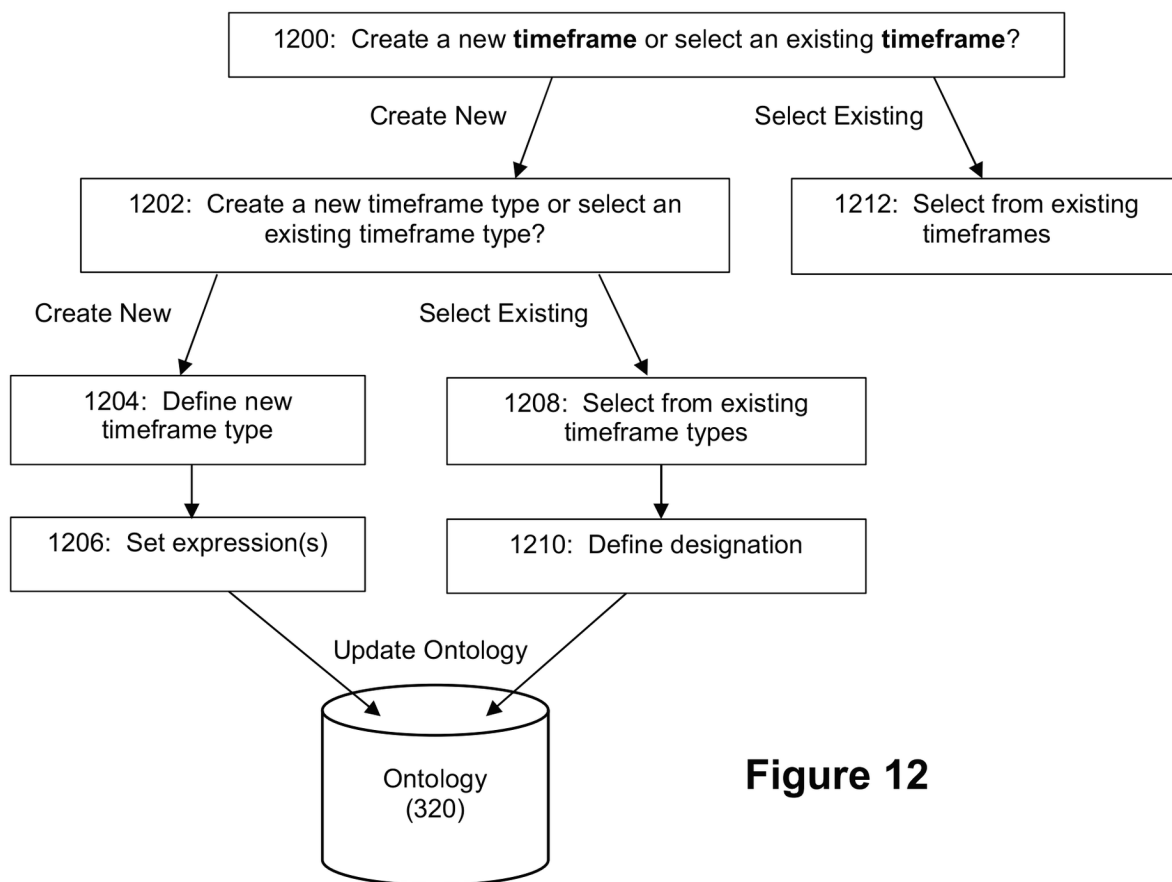 1200: Create a new timeframe or select an existing timeframe?
Create New
Select Existing
1202: Create a new timeframe type or select an
existing timeframe type?
1212: Select from existing
timeframes
Create New
Select Existing
1204: Define new
timeframe type
1208: Select from existing
timeframe types
1206: Set expression(s)
1210: Define designation
Update Ontology
Ontology
(320)
Figure 12